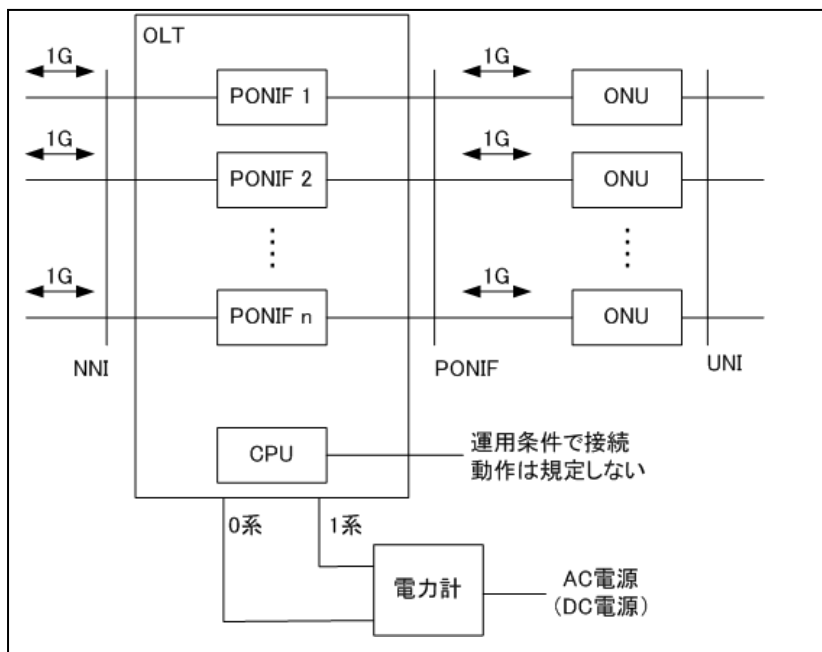 OLT
1G
1G
PONIF 1
ONU
1G
1G
PONIF 2
ONU
1G
1G
PONIF n
ONU
NNI
PONIF
UNI
CPU
運用条件で接続
動作は規定しない
0系
1系
電力計
AC電源
(DC電源)